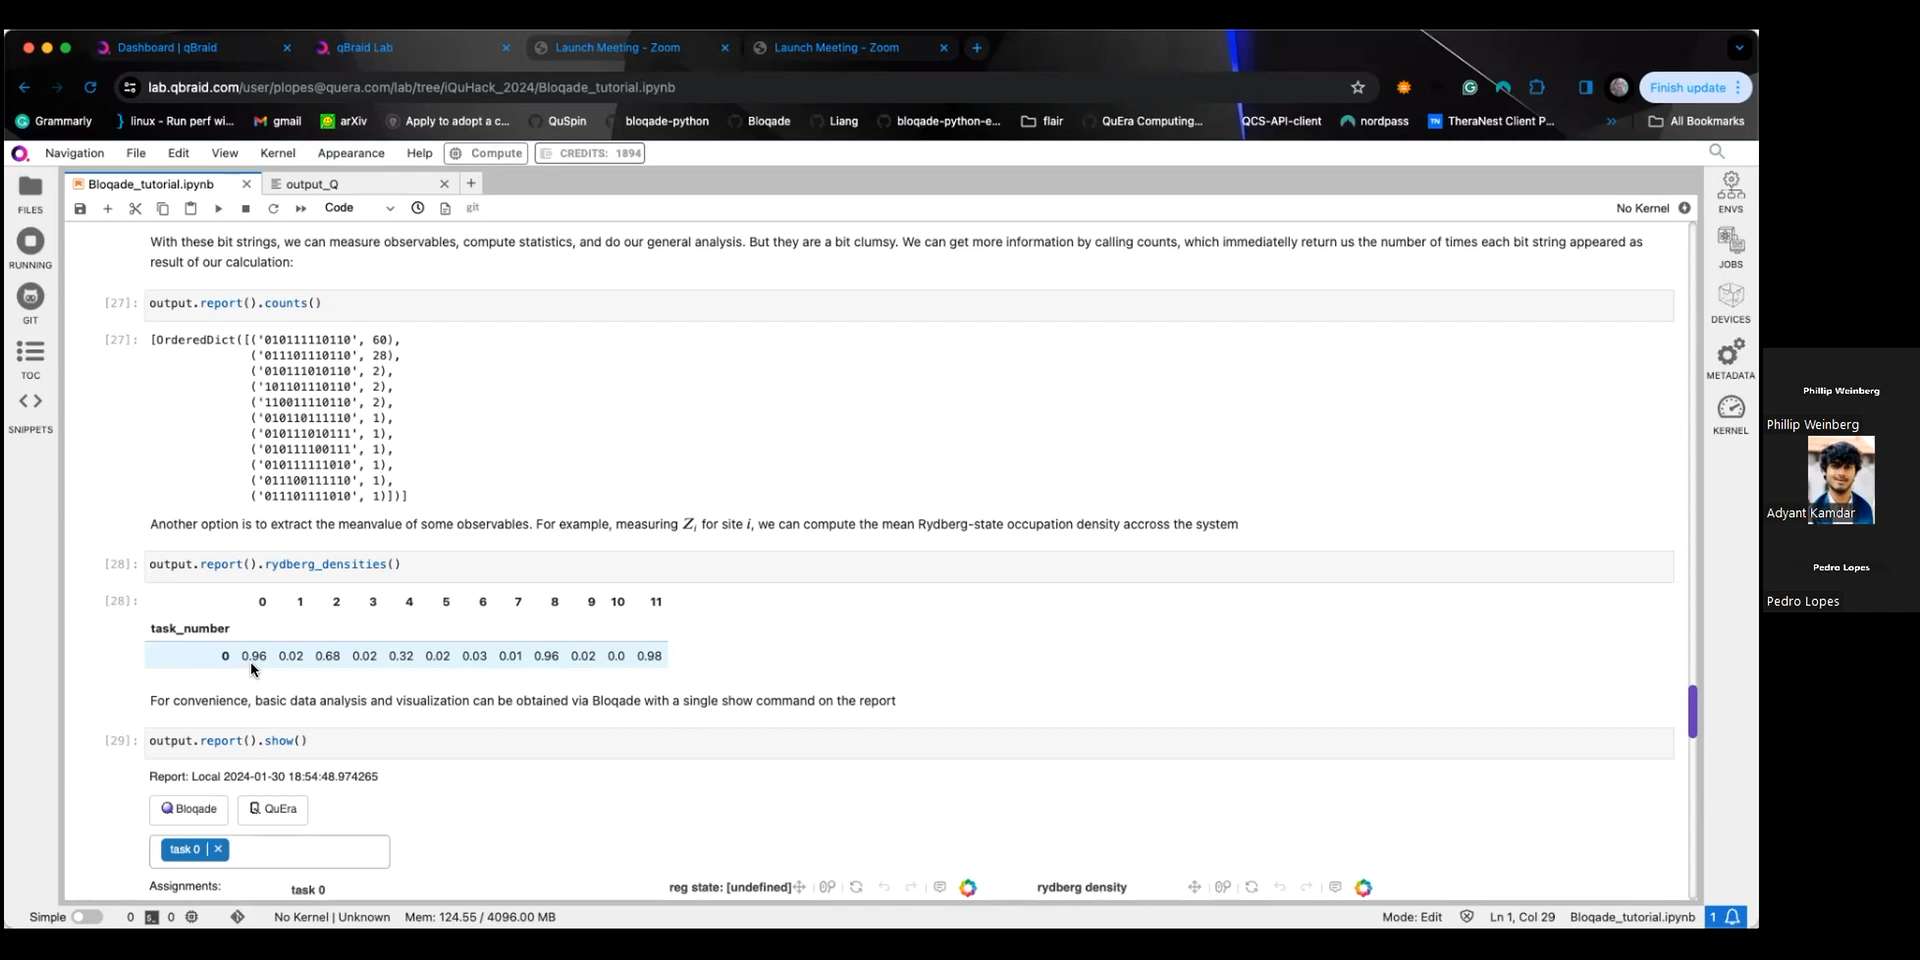 Dashboard | qBraid
qBraid Lab
Launch Meeting - Zoom
Launch Meeting - Zoom
lab.qbraid.com/user/plopes@quera.com/lab/tree/iQuHack_2024/Bloqade_tutorial.ipynb
Finish update
Grammarly
linux - Run perf wi...
gmail
arXiv
Apply to adopt a c...
QuSpin
bloqade-python
Bloqade
Liang
bloqade-python-e...
flair
QuEra Computing...
QCS-API-client
nordpass
TN TheraNest Client P...
All Bookmarks
Navigation File Edit View Kernel Appearance Help Compute CREDITS: 1894
Bloqade_tutorial.ipynb
output_Q
Code
git
No Kernel
FILES
RUNNING
GIT
TOC
SNIPPETS
With these bit strings, we can measure observables, compute statistics, and do our general analysis. But they are a bit clumsy. We can get more information by calling counts, which immediatelly return us the number of times each bit string appeared as
result of our calculation:
[27]: output.report().counts()
[27]: [OrderedDict([('010111110110', 60),
('011101110110', 28),
('010111010110', 2),
('101101110110', 2),
('110011110110', 2),
('010110111110', 1),
('010111010111', 1),
('010111100111', 1),
('010111111010', 1),
('011100111110', 1),
('011101111010', 1)])]
Another option is to extract the meanvalue of some observables. For example, measuring Zi for site i, we can compute the mean Rydberg-state occupation density accross the system
[28]: output.report().rydberg_densities()
[28]: 0 1 2 3 4 5 6 7 8 9 10 11
task_number
0 0.96 0.02 0.68 0.02 0.32 0.02 0.03 0.01 0.96 0.02 0.0 0.98
For convenience, basic data analysis and visualization can be obtained via Bloqade with a single show command on the report
[29]: output.report().show()
Report: Local 2024-01-30 18:54:48.974265
Bloqade
QuEra
task 0
Assignments: task 0
reg state: [undefined]
rydberg density
ENVS
JOBS
DEVICES
METADATA
KERNEL
Simple 0 0 No Kernel | Unknown Mem: 124.55 / 4096.00 MB
Mode: Edit Ln 1, Col 29 Bloqade_tutorial.ipynb 1
Phillip Weinberg
Phillip Weinberg
Adyant Kamdar
Pedro Lopes
Pedro Lopes